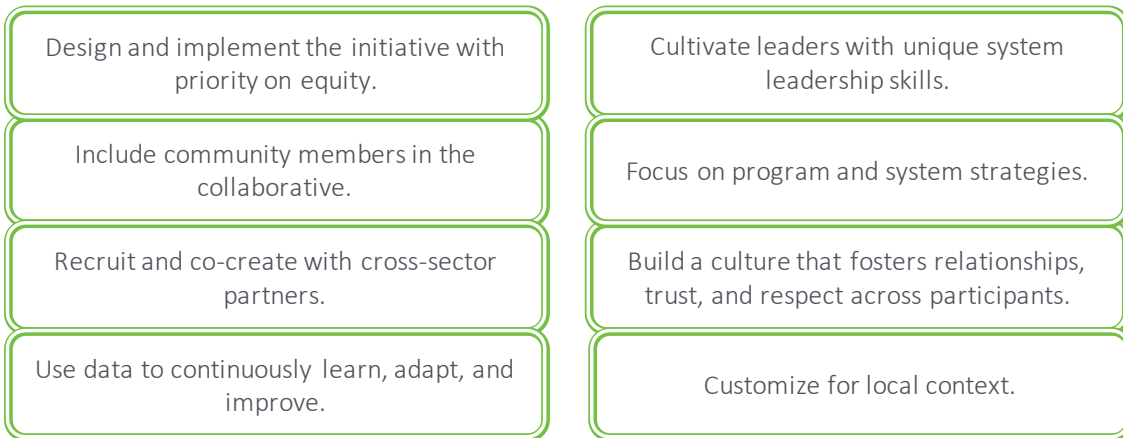 Design and implement the initiative with
priority on equity.
Include community members in the
collaborative.
Recruit and co-create with cross-sector
partners.
Use data to continuously learn, adapt, and
improve.
Cultivate leaders with unique system
leadership skills.
Focus on program and system strategies.
Build a culture that fosters relationships,
trust, and respect across participants.
Customize for local context.